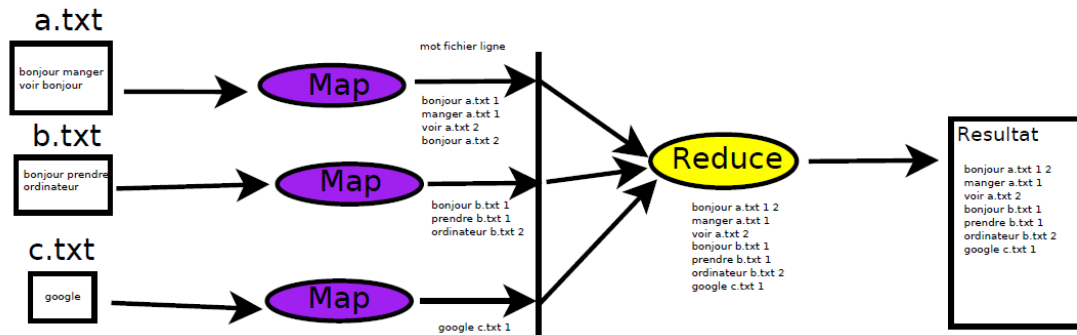 a.txt
bonjour manger
voir bonjour
Map
mot fichier ligne
bonjour a.txt 1
manger a.txt 1
voir a.txt 2
bonjour a.txt 2
b.txt
bonjour prendre
ordinateur
Map
bonjour b.txt 1
prendre b.txt 1
ordinateur b.txt 2
c.txt
google
Map
google c.txt 1
Reduce
bonjour a.txt 1 2
manger a.txt 1
voir a.txt 2
bonjour b.txt 1
prendre b.txt 1
ordinateur b.txt 2
google c.txt 1
Resultat
bonjour a.txt 1 2
manger a.txt 1
voir a.txt 2
bonjour b.txt 1
prendre b.txt 1
ordinateur b.txt 2
google c.txt 1